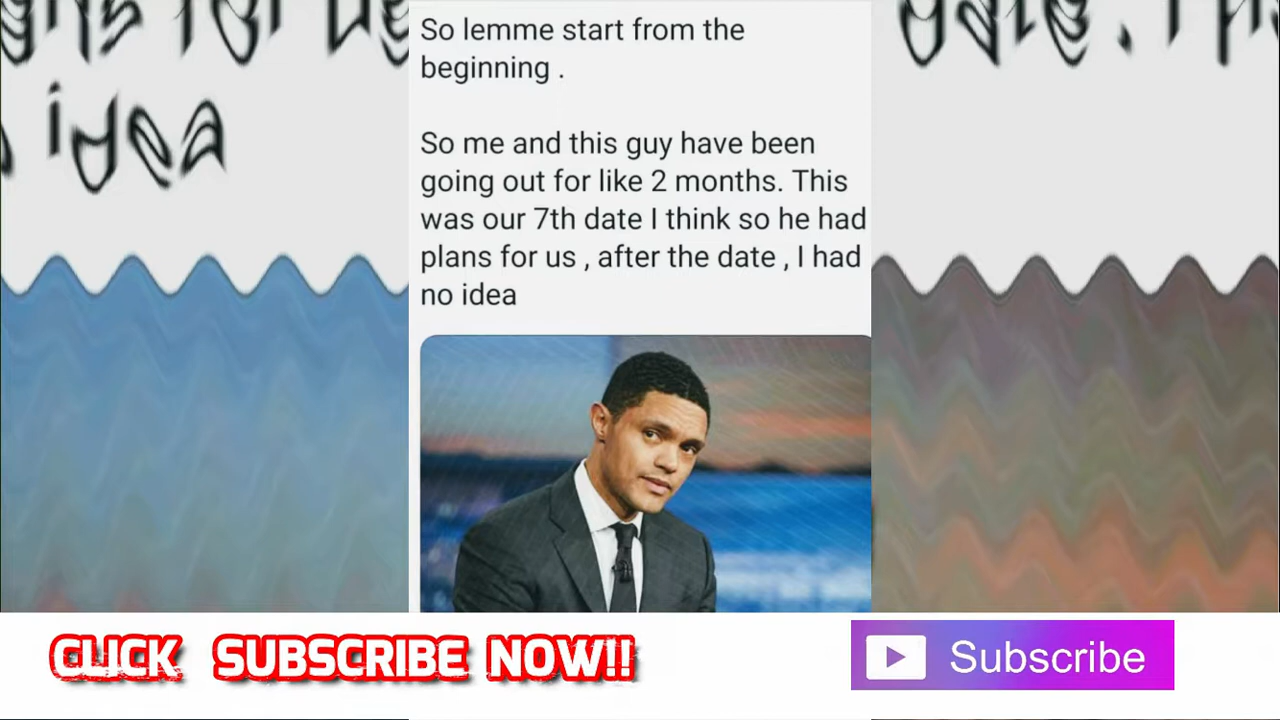 So lemme start from the
beginning .
So me and this guy have been
going out for like 2 months. This
was our 7th date I think so he had
plans for us , after the date , I had
no idea
idea
CLICK SUBSCRIBE NOW!!
Subscribe